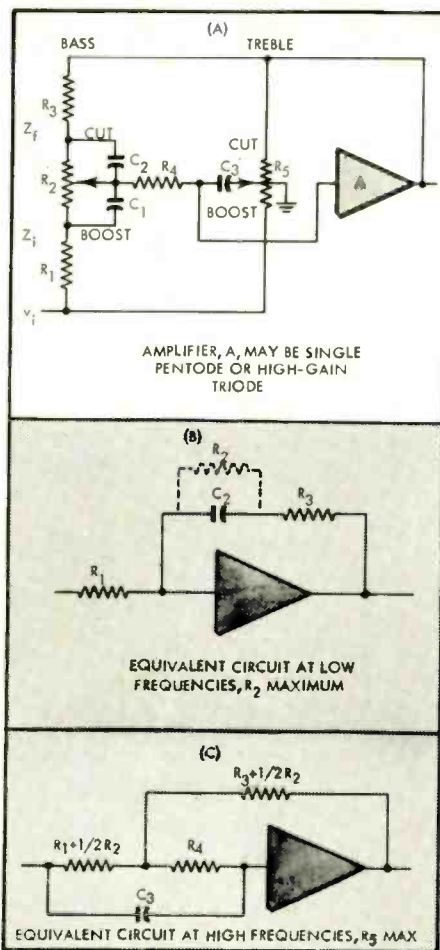 (A)
BASS TREBLE
R3
Zf CUT CUT
C2 R4 C3 R5
R2 A
C1
Zi BOOST BOOST
R1
vi
AMPLIFIER, A, MAY BE SINGLE
PENTODE OR HIGH-GAIN
TRIODE
(B)
R2
C2 R3
R1
EQUIVALENT CIRCUIT AT LOW
FREQUENCIES, R2 MAXIMUM
(C)
R3+1/2R2
R1+1/2R2 R4
C3
EQUIVALENT CIRCUIT AT HIGH FREQUENCIES, R5 MAX